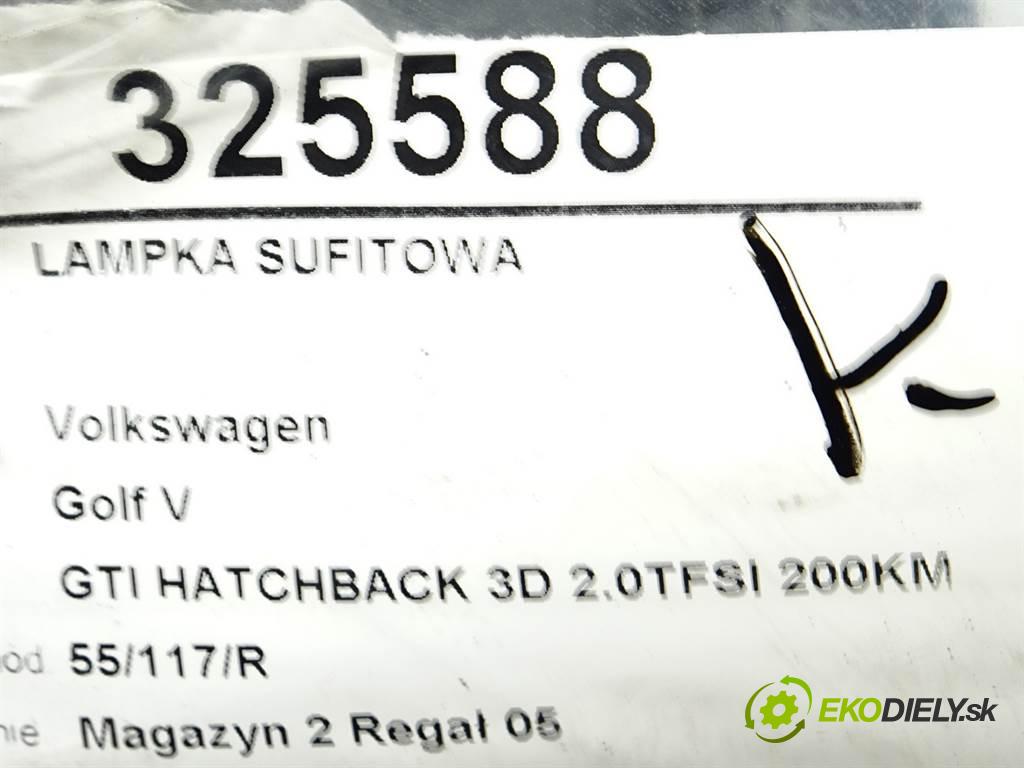 325588
LAMPKA SUFITOWA
K-
Volkswagen
Golf V
GTI HATCHBACK 3D 2.0TFSI 200KM
55/117/R
Magazyn 2 Regał 05
EKODIELY.sk